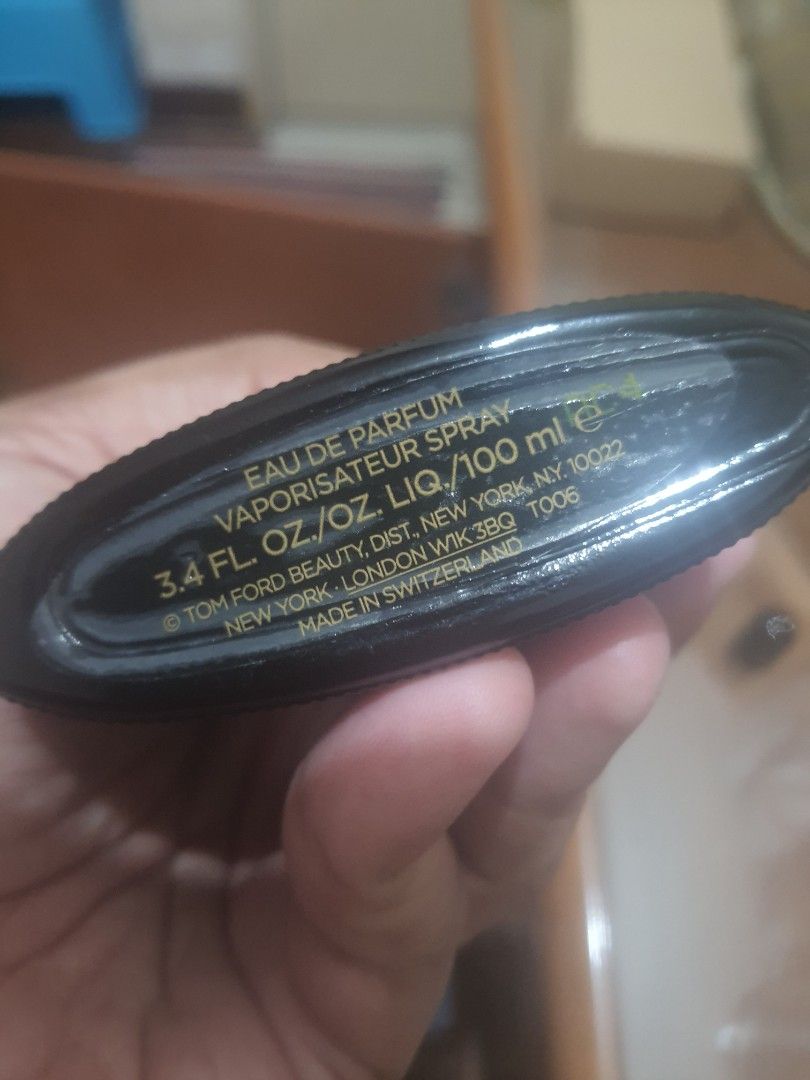 EAU DE PARFUM
VAPORISATEUR SPRAY
3.4 FL. OZ./OZ. LIQ./100 ml ℮
© TOM FORD BEAUTY, DIST., NEW YORK, N.Y. 10022
NEW YORK · LONDON W1K 3BQ T006
MADE IN SWITZERLAND